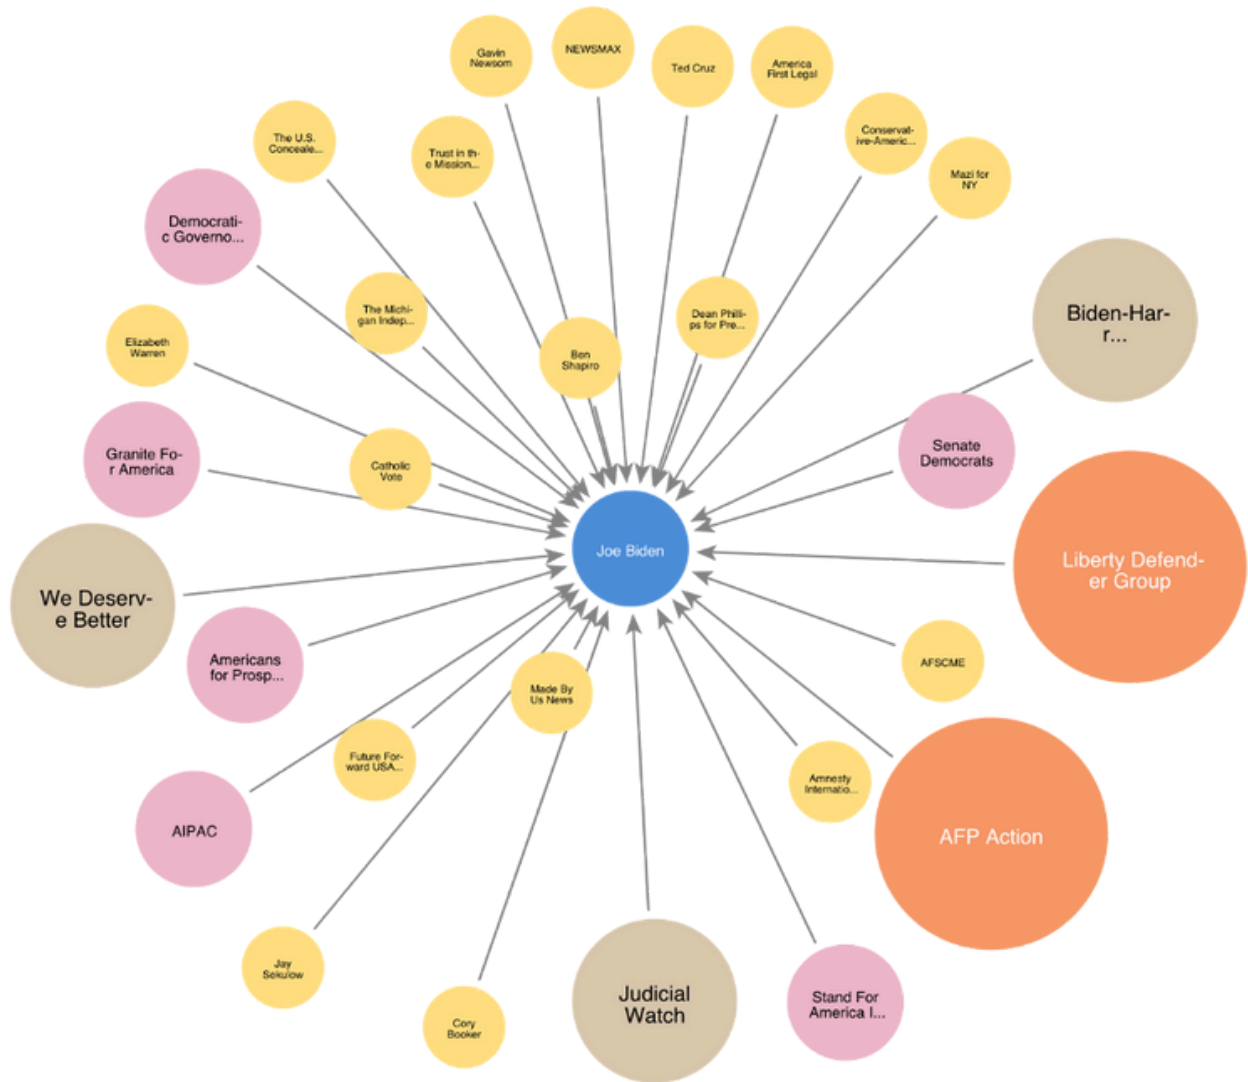 Gavin
Newsom
NEWSMAX
Ted Cruz
America
First Legal
The U.S.
Conceale...
Trust in th-
e Mission...
Conservat-
ive-Americ...
Mazi for
NY
Democrati-
c Governo...
The Michi-
gan Indep...
Dean Philli-
ps for Pre...
Biden-Har-
r...
Elizabeth
Warren
Ben
Shapiro
Granite Fo-
r America
Catholic
Vote
Senate
Democrats
Joe Biden
Liberty Defend-
er Group
We Deserv-
e Better
Americans
for Prosp...
Made By
Us News
AFSCME
Future For-
ward USA...
Amnesty
Internatio...
AIPAC
AFP Action
Jay
Sekulow
Cory
Booker
Judicial
Watch
Stand For
America I...